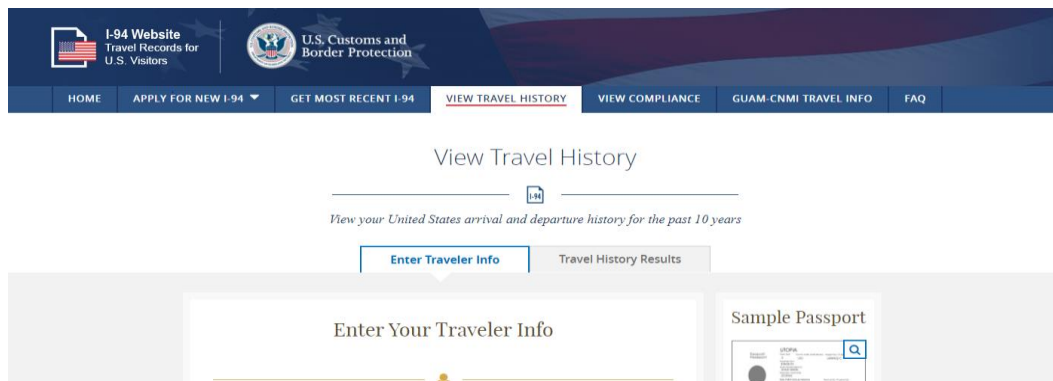 I-94 Website
Travel Records for
U.S. Visitors
U.S. Customs and
Border Protection
HOME APPLY FOR NEW I-94 GET MOST RECENT I-94 VIEW TRAVEL HISTORY VIEW COMPLIANCE GUAM-CNMI TRAVEL INFO FAQ
View Travel History
I-94
View your United States arrival and departure history for the past 10 years
Enter Traveler Info Travel History Results
Enter Your Traveler Info
Sample Passport
UTOPIA